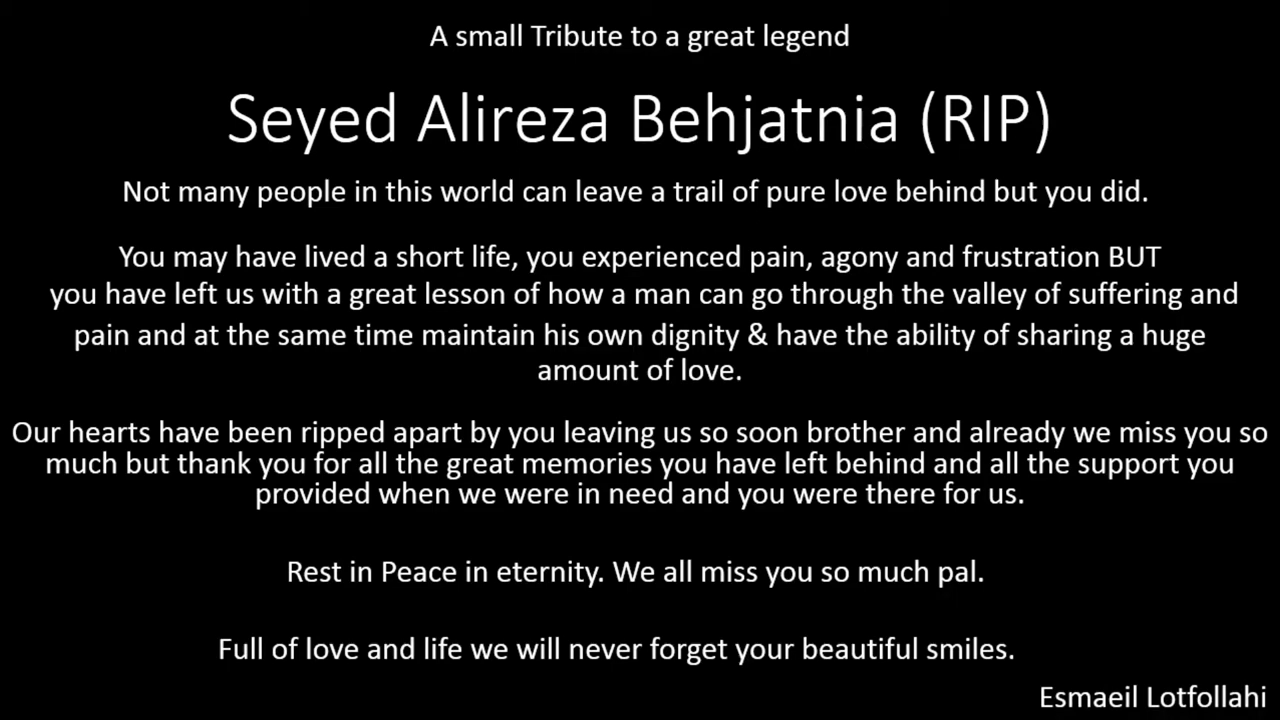 A small Tribute to a great legend
Seyed Alireza Behjatnia (RIP)
Not many people in this world can leave a trail of pure love behind but you did.
You may have lived a short life, you experienced pain, agony and frustration BUT
you have left us with a great lesson of how a man can go through the valley of suffering and
pain and at the same time maintain his own dignity & have the ability of sharing a huge
amount of love.
Our hearts have been ripped apart by you leaving us so soon brother and already we miss you so
much but thank you for all the great memories you have left behind and all the support you
provided when we were in need and you were there for us.
Rest in Peace in eternity. We all miss you so much pal.
Full of love and life we will never forget your beautiful smiles.
Esmaeil Lotfollahi